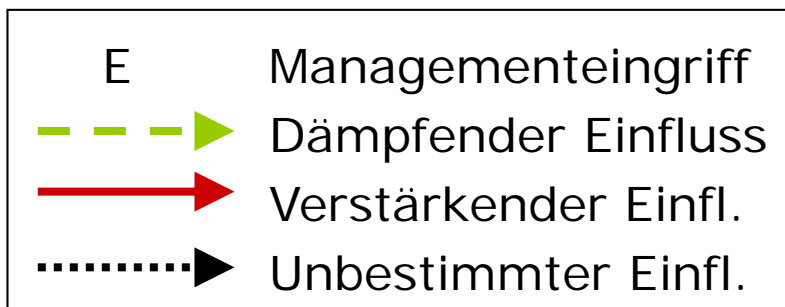 E Managementeingriff
Dämpfender Einfluss
Verstärkender Einfl.
Unbestimmter Einfl.